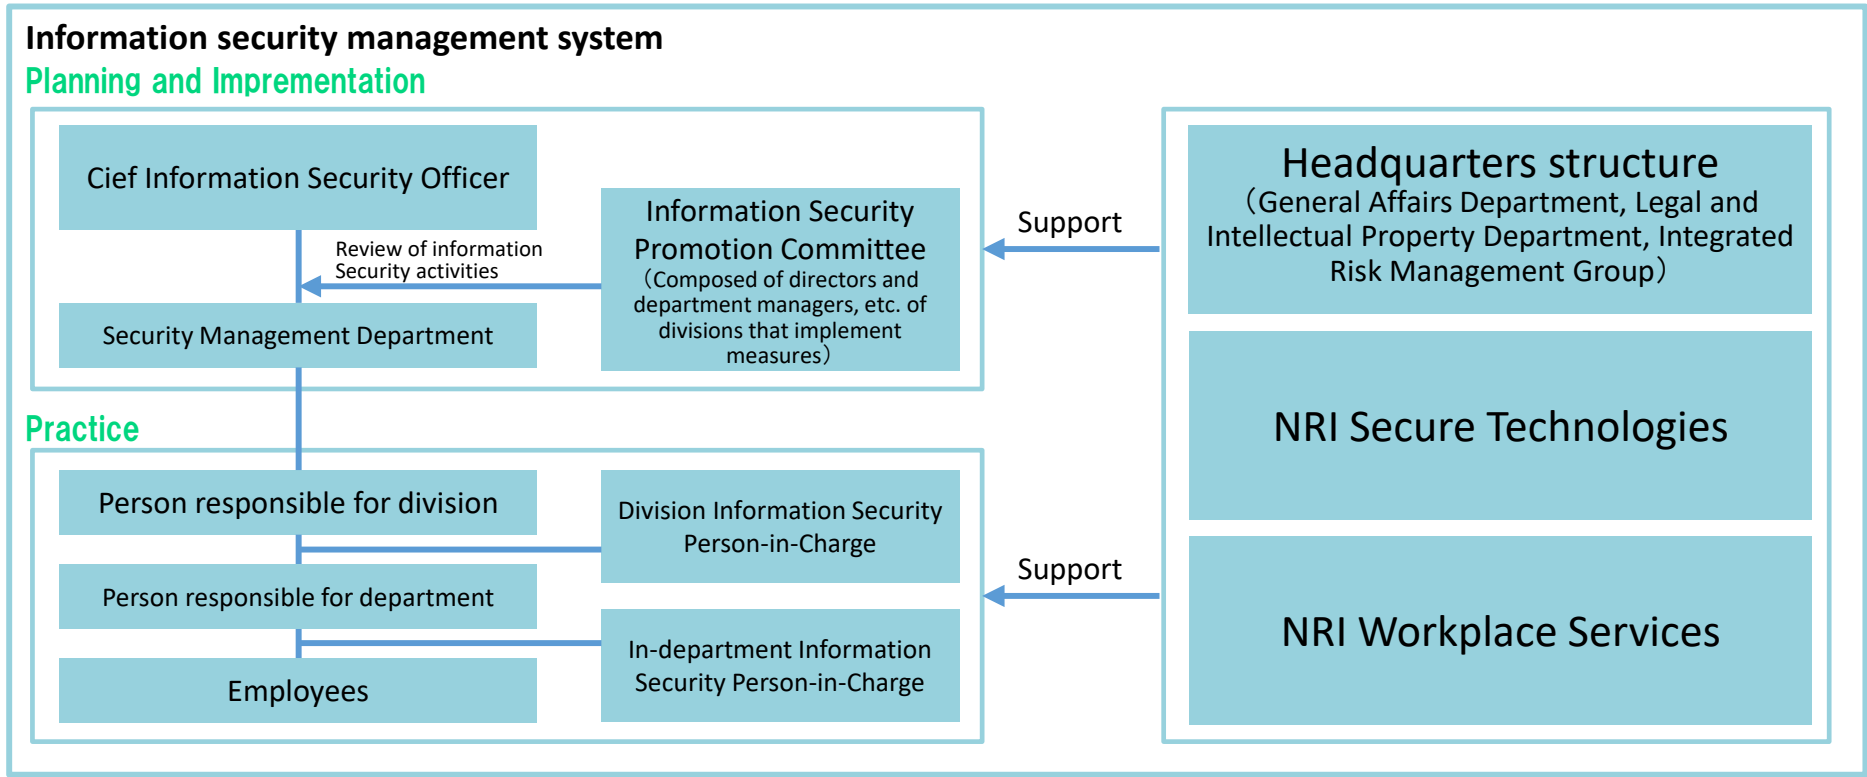 Information security management system
Planning and Imprementation
Cief Information Security Officer
Review of information
Security activities
Security Management Department
Information Security
Promotion Committee
（Composed of directors and
department managers, etc. of
divisions that implement
measures）
Support
Headquarters structure
（General Affairs Department, Legal and
Intellectual Property Department, Integrated
Risk Management Group）
NRI Secure Technologies
NRI Workplace Services
Practice
Person responsible for division
Division Information Security
Person-in-Charge
Person responsible for department
In-department Information
Security Person-in-Charge
Employees
Support